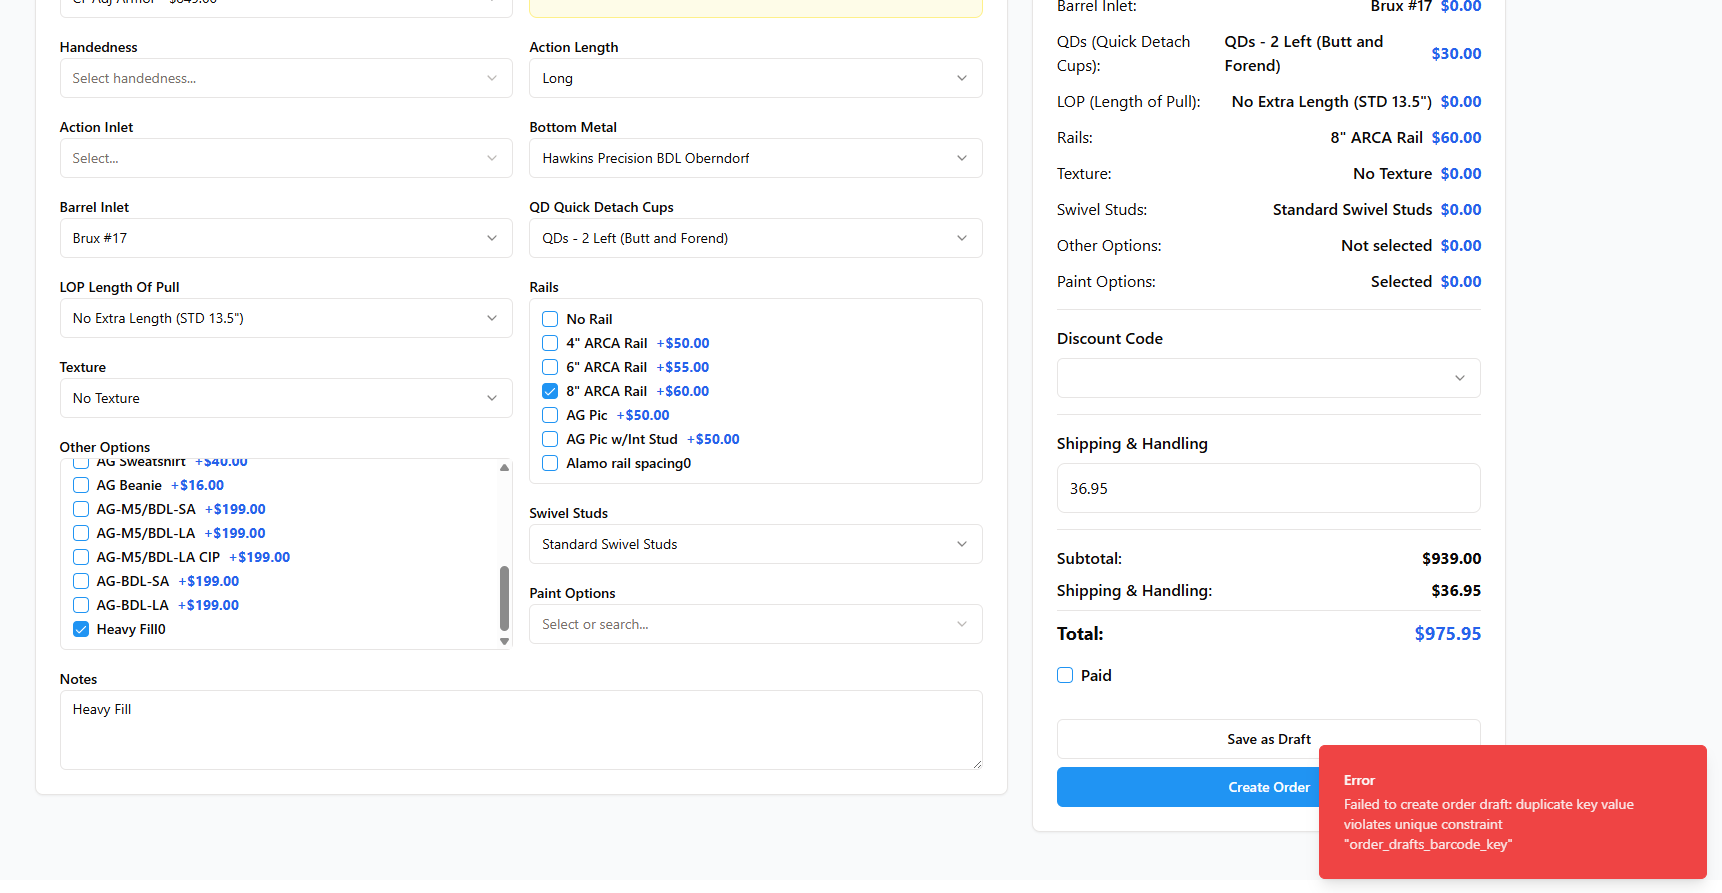 CF Adj Armor - $849.00
Handedness
Select handedness...
Action Length
Long
Action Inlet
Select...
Bottom Metal
Hawkins Precision BDL Oberndorf
Barrel Inlet
Brux #17
QD Quick Detach Cups
QDs - 2 Left (Butt and Forend)
LOP Length Of Pull
No Extra Length (STD 13.5")
Rails
No Rail
4" ARCA Rail +$50.00
6" ARCA Rail +$55.00
8" ARCA Rail +$60.00
AG Pic +$50.00
AG Pic w/Int Stud +$50.00
Alamo rail spacing0
Texture
No Texture
Other Options
AG Sweatshirt +$40.00
AG Beanie +$16.00
AG-M5/BDL-SA +$199.00
AG-M5/BDL-LA +$199.00
AG-M5/BDL-LA CIP +$199.00
AG-BDL-SA +$199.00
AG-BDL-LA +$199.00
Heavy Fill0
Swivel Studs
Standard Swivel Studs
Paint Options
Select or search...
Notes
Heavy Fill
Barrel Inlet: Brux #17 $0.00
QDs (Quick Detach
Cups):
QDs - 2 Left (Butt and
Forend)
$30.00
LOP (Length of Pull): No Extra Length (STD 13.5") $0.00
Rails: 8" ARCA Rail $60.00
Texture: No Texture $0.00
Swivel Studs: Standard Swivel Studs $0.00
Other Options: Not selected $0.00
Paint Options: Selected $0.00
Discount Code
Shipping & Handling
36.95
Subtotal: $939.00
Shipping & Handling: $36.95
Total: $975.95
Paid
Save as Draft
Create Order
Error
Failed to create order draft: duplicate key value
violates unique constraint
"order_drafts_barcode_key"